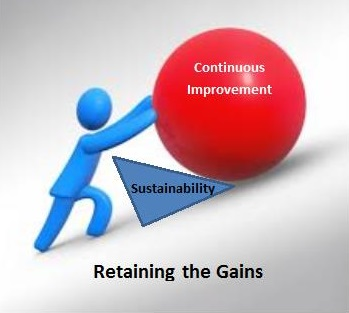 Continuous
Improvement
Sustainability
Retaining the Gains